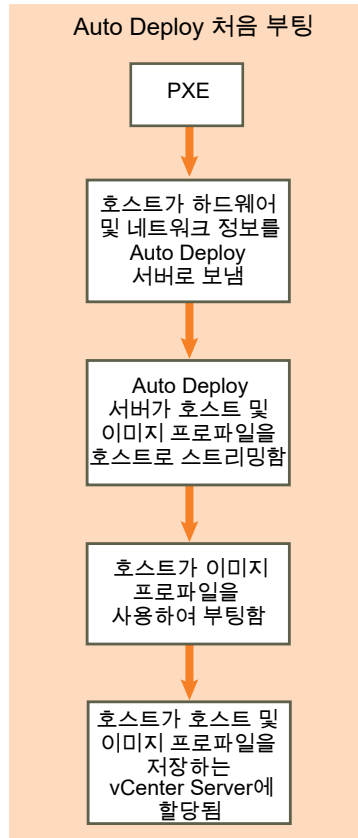 Auto Deploy 처음 부팅
PXE
호스트가 하드웨어
및 네트워크 정보를
Auto Deploy
서버로 보냄
Auto Deploy
서버가 호스트 및
이미지 프로파일을
호스트로 스트리밍함
호스트가 이미지
프로파일을
사용하여 부팅함
호스트가 호스트 및
이미지 프로파일을
저장하는
vCenter Server에
할당됨